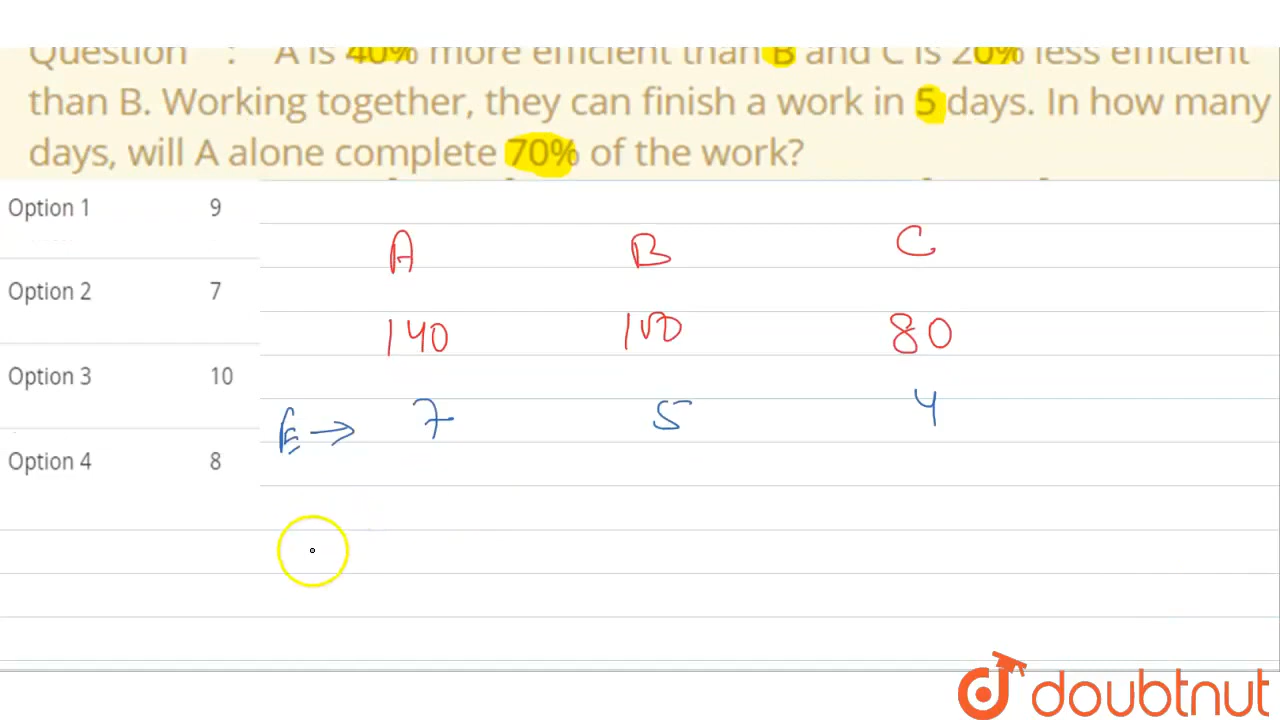 Question : A is 40% more efficient than B and C is 20% less efficient
than B. Working together, they can finish a work in 5 days. In how many
days, will A alone complete 70% of the work?
Option 1 9
Option 2 7
Option 3 10
Option 4 8
A B C
140 100 80
E → 7 5 4
doubtnut